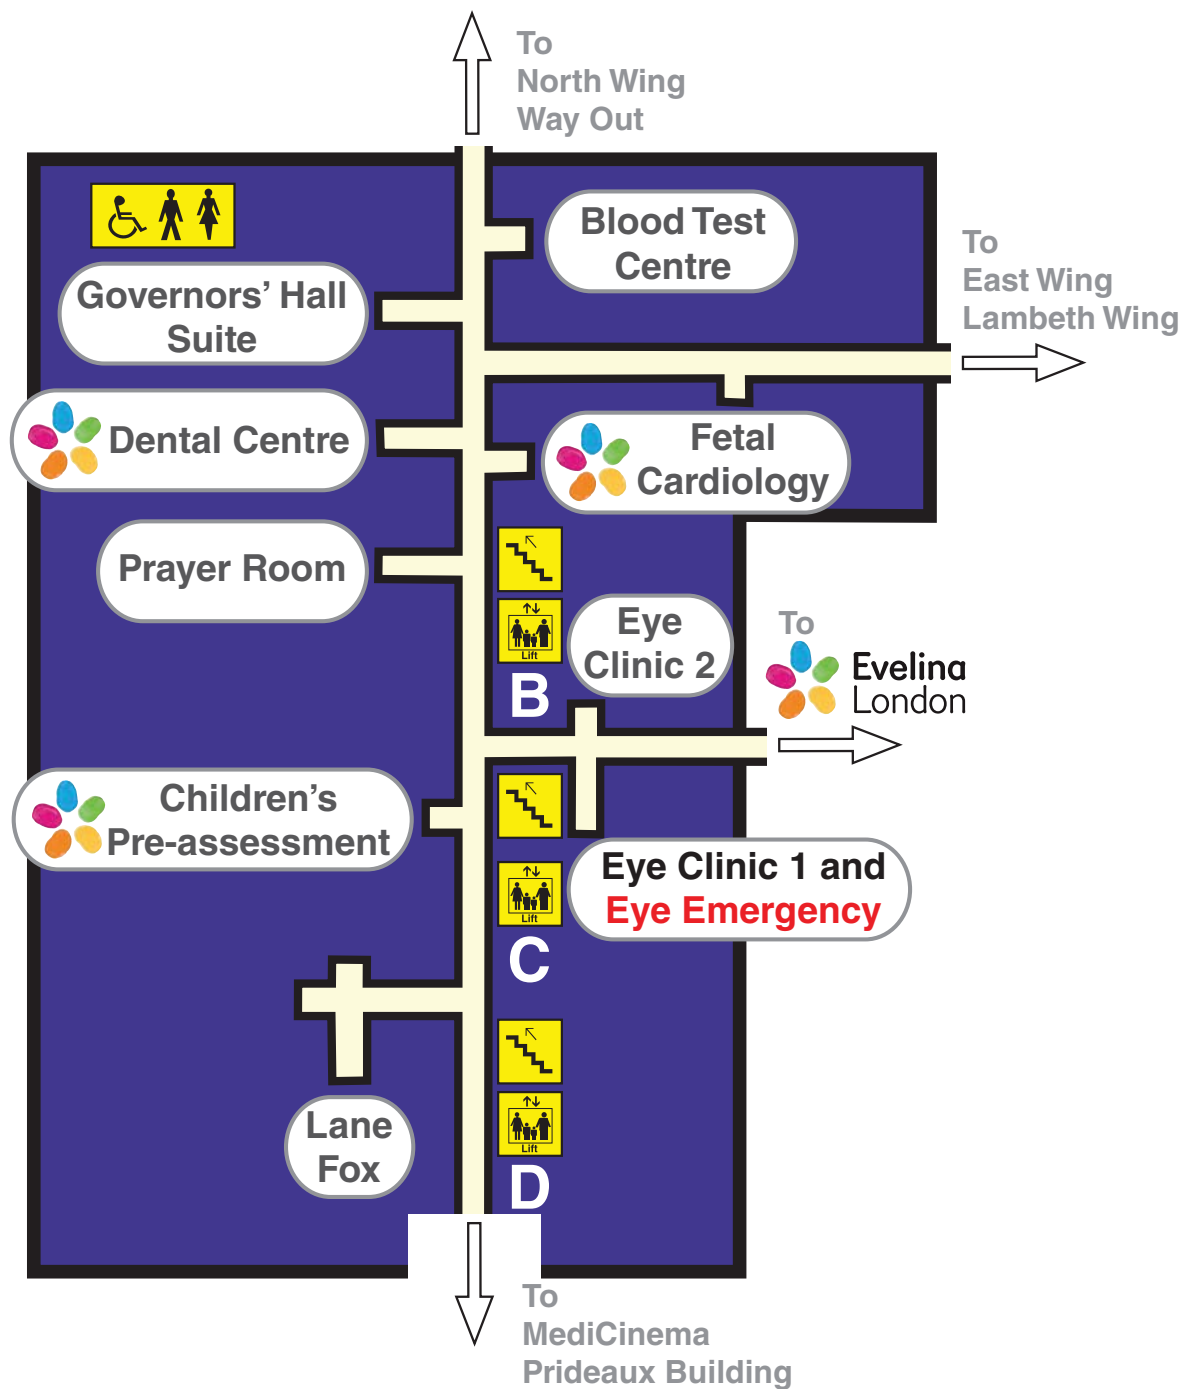 To
North Wing
Way Out
Blood Test
Centre
To
East Wing
Lambeth Wing
Governors’ Hall
Suite
Dental Centre
Fetal
Cardiology
Prayer Room
Lift
B
Eye
Clinic 2
To
Evelina
London
Children’s
Pre-assessment
Eye Clinic 1 and
Eye Emergency
Lift
C
Lane
Fox
Lift
D
To
MediCinema
Prideaux Building